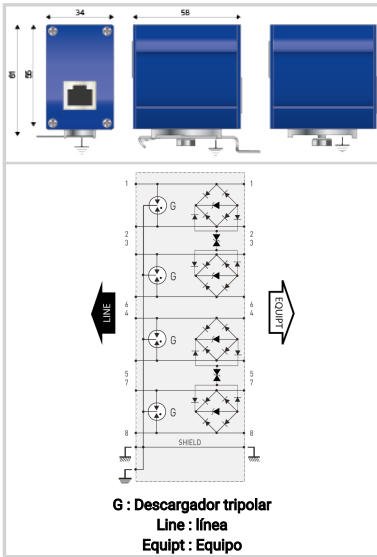 34
58
61
55
1
1
G
2
3
2
3
G
6
4
6
4
LINE
EQUIPT
G
5
7
5
7
G
8
8
SHIELD
G : Descargador tripolar
Line : línea
Equipt : Equipo